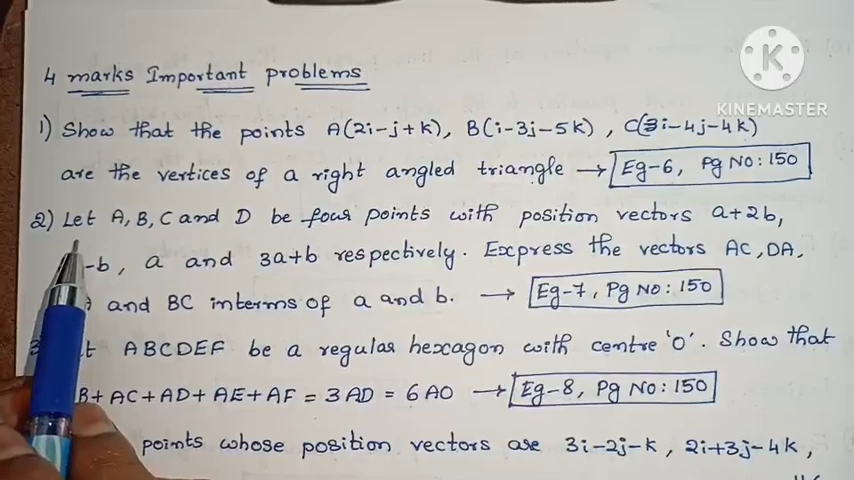 4 marks Important problems
K
KINEMASTER
1) Show that the points A(2i-j+k), B(i-3j-5k), C(3i-4j-4k)
are the vertices of a right angled triangle → Eg-6, Pg No: 150
2) Let A, B, C and D be four points with position vectors a+2b,
-b, a and 3a+b respectively. Express the vectors AC, DA,
and BC interms of a and b. → Eg-7, Pg No: 150
ABCDEF be a regular hexagon with centre 'O'. Show that
B+AC+AD+AE+AF = 3AD = 6AO → Eg-8, Pg No: 150
points whose position vectors are 3i-2j-k, 2i+3j-4k,